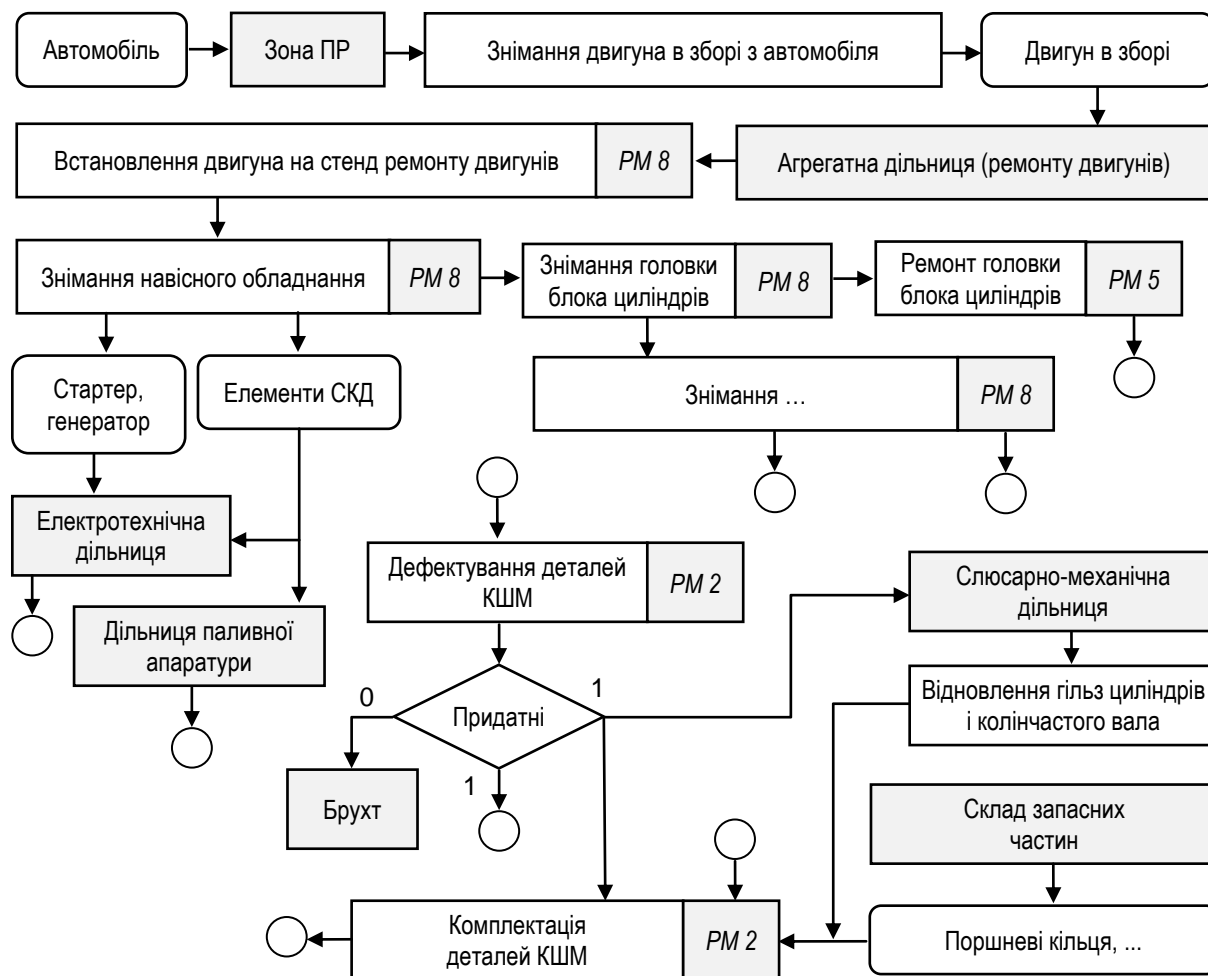 Автомобіль
Зона ПР
Знімання двигуна в зборі з автомобіля
Двигун в зборі
Встановлення двигуна на стенд ремонту двигунів
РМ 8
Агрегатна дільниця (ремонту двигунів)
Знімання навісного обладнання
РМ 8
Знімання головки
блока циліндрів
РМ 8
Ремонт головки
блока циліндрів
РМ 5
Стартер,
генератор
Елементи СКД
Знімання …
РМ 8
Електротехнічна
дільниця
Дефектування деталей
КШМ
РМ 2
Слюсарно-механічна
дільниця
Дільниця паливної
апаратури
0
1
Придатні
Відновлення гільз циліндрів
і колінчастого вала
Брухт
1
Склад запасних
частин
Комплектація
деталей КШМ
РМ 2
Поршневі кільця, ...